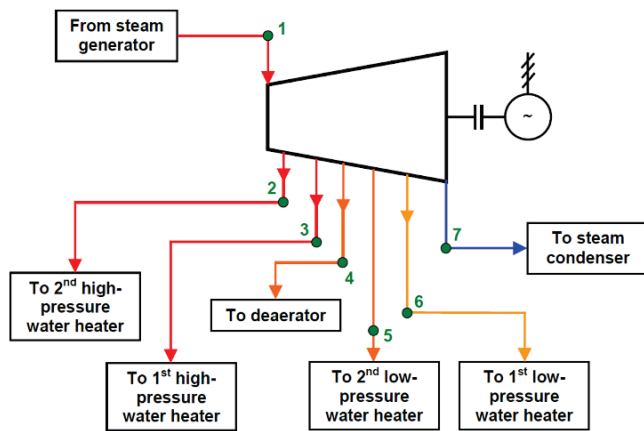 From steam
generator
1
2
3
4
5
6
7
~
To steam
condenser
To 2nd high-
pressure
water heater
To deaerator
To 1st high-
pressure
water heater
To 2nd low-
pressure
water heater
To 1st low-
pressure
water heater